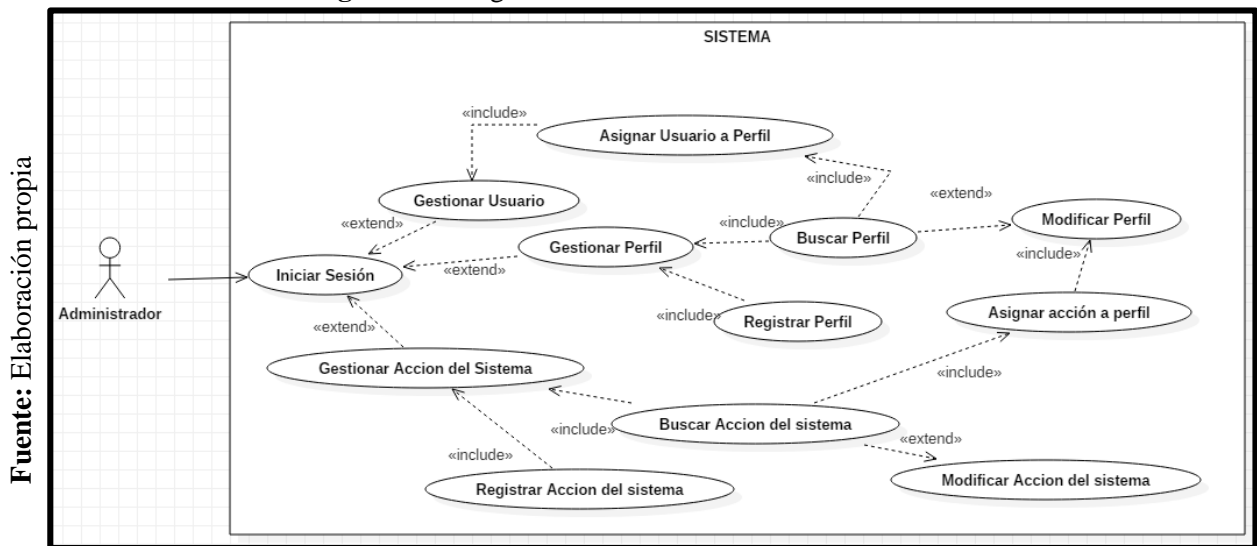 SISTEMA
«include»
Asignar Usuario a Perfil
«include»
Gestionar Usuario
«extend»
«extend»
Modificar Perfil
«include»
Buscar Perfil
Gestionar Perfil
«include»
Iniciar Sesión
«extend»
Administrador
Asignar acción a perfil
«include»
Registrar Perfil
«extend»
Gestionar Accion del Sistema
«include»
Buscar Accion del sistema
«include»
«extend»
«include»
Registrar Accion del sistema
Modificar Accion del sistema
Fuente: Elaboración propia